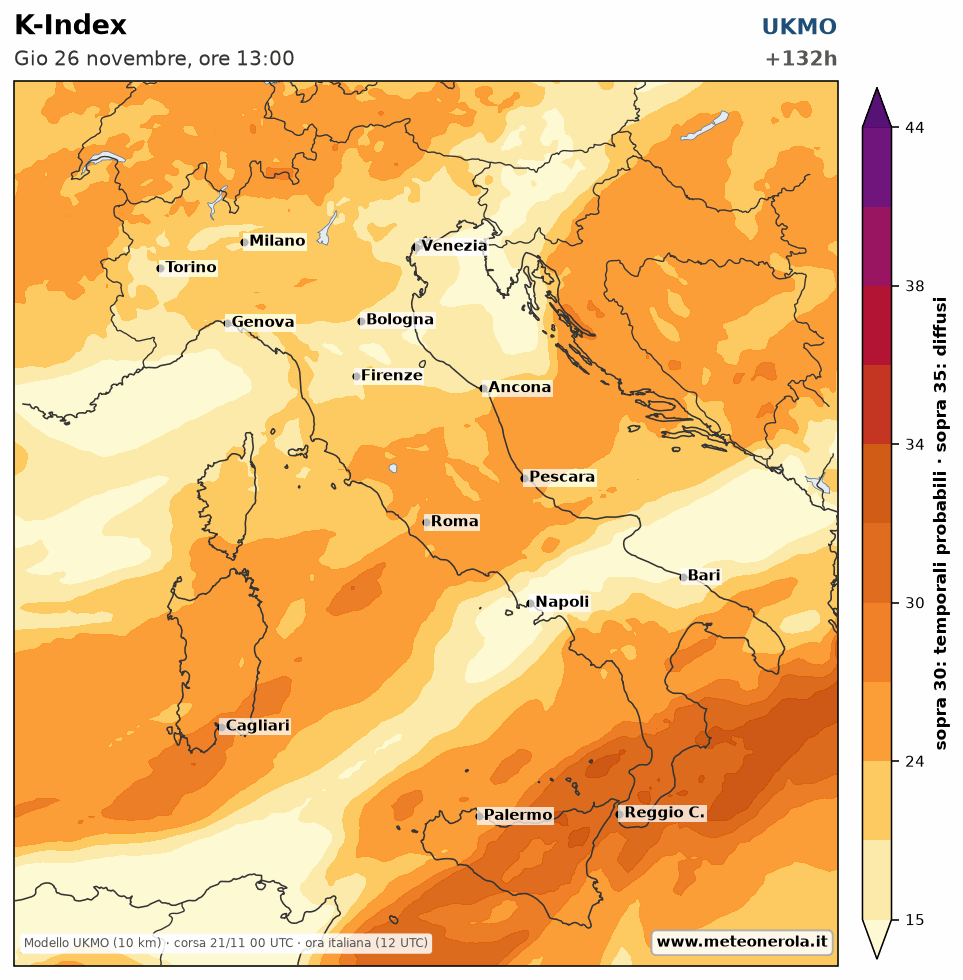 K-Index
UKMO
Gio 26 novembre, ore 13:00
+132h
Milano
Venezia
Torino
Genova
Bologna
Firenze
Ancona
Pescara
Roma
Bari
Napoli
Cagliari
Palermo
Reggio C.
44
38
34
30
24
15
sopra 30: temporali probabili · sopra 35: diffusi
Modello UKMO (10 km) · corsa 21/11 00 UTC · ora italiana (12 UTC)
www.meteonerola.it